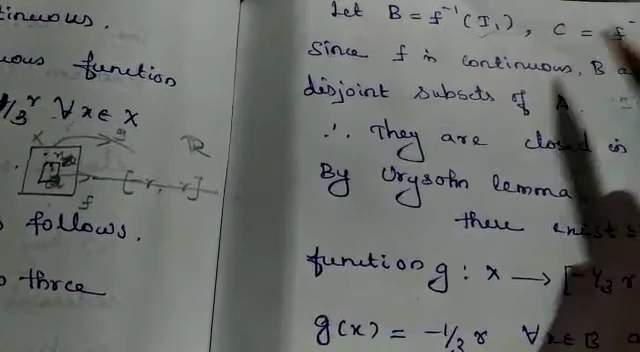 tinuous.
uous function
1/3 r ∀ x ∈ X
X g R
[ r, r ]
f
follows.
three
Let B = f⁻¹(I₁), C = f⁻
Since f is continuous, B a
disjoint subsets of A.
∴ They are closed in
By Urysohn lemma
there exists
function g : X → [-1/3 r
g(x) = -1/3 r ∀ x ∈ B a